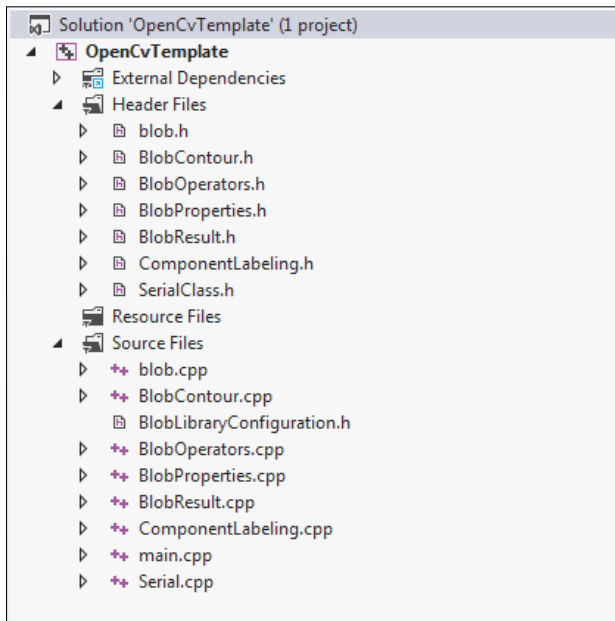 Solution 'OpenCvTemplate' (1 project)
OpenCvTemplate
External Dependencies
Header Files
blob.h
BlobContour.h
BlobOperators.h
BlobProperties.h
BlobResult.h
ComponentLabeling.h
SerialClass.h
Resource Files
Source Files
blob.cpp
BlobContour.cpp
BlobLibraryConfiguration.h
BlobOperators.cpp
BlobProperties.cpp
BlobResult.cpp
ComponentLabeling.cpp
main.cpp
Serial.cpp